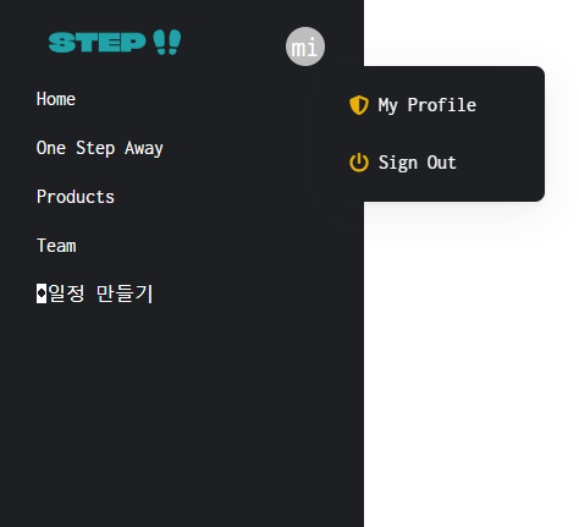 STEP !!
mi
My Profile
Sign Out
Home
One Step Away
Products
Team
일정 만들기